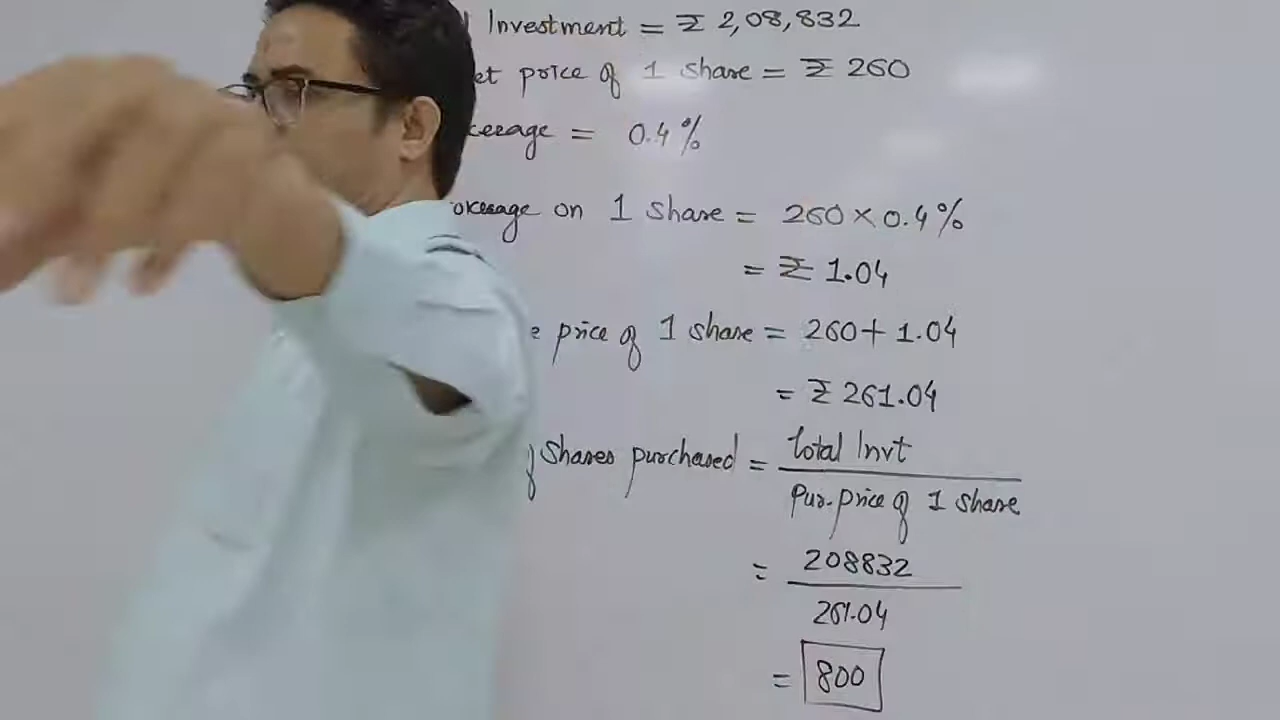 Investment = ₹ 2,08,832
et price of 1 share = ₹ 260
kerage = 0.4%
okerage on 1 share = 260 × 0.4%
= ₹ 1.04
e price of 1 share = 260 + 1.04
= ₹ 261.04
f shares purchased = Total Invt
Pur. price of 1 share
= 208832
261.04
= 800